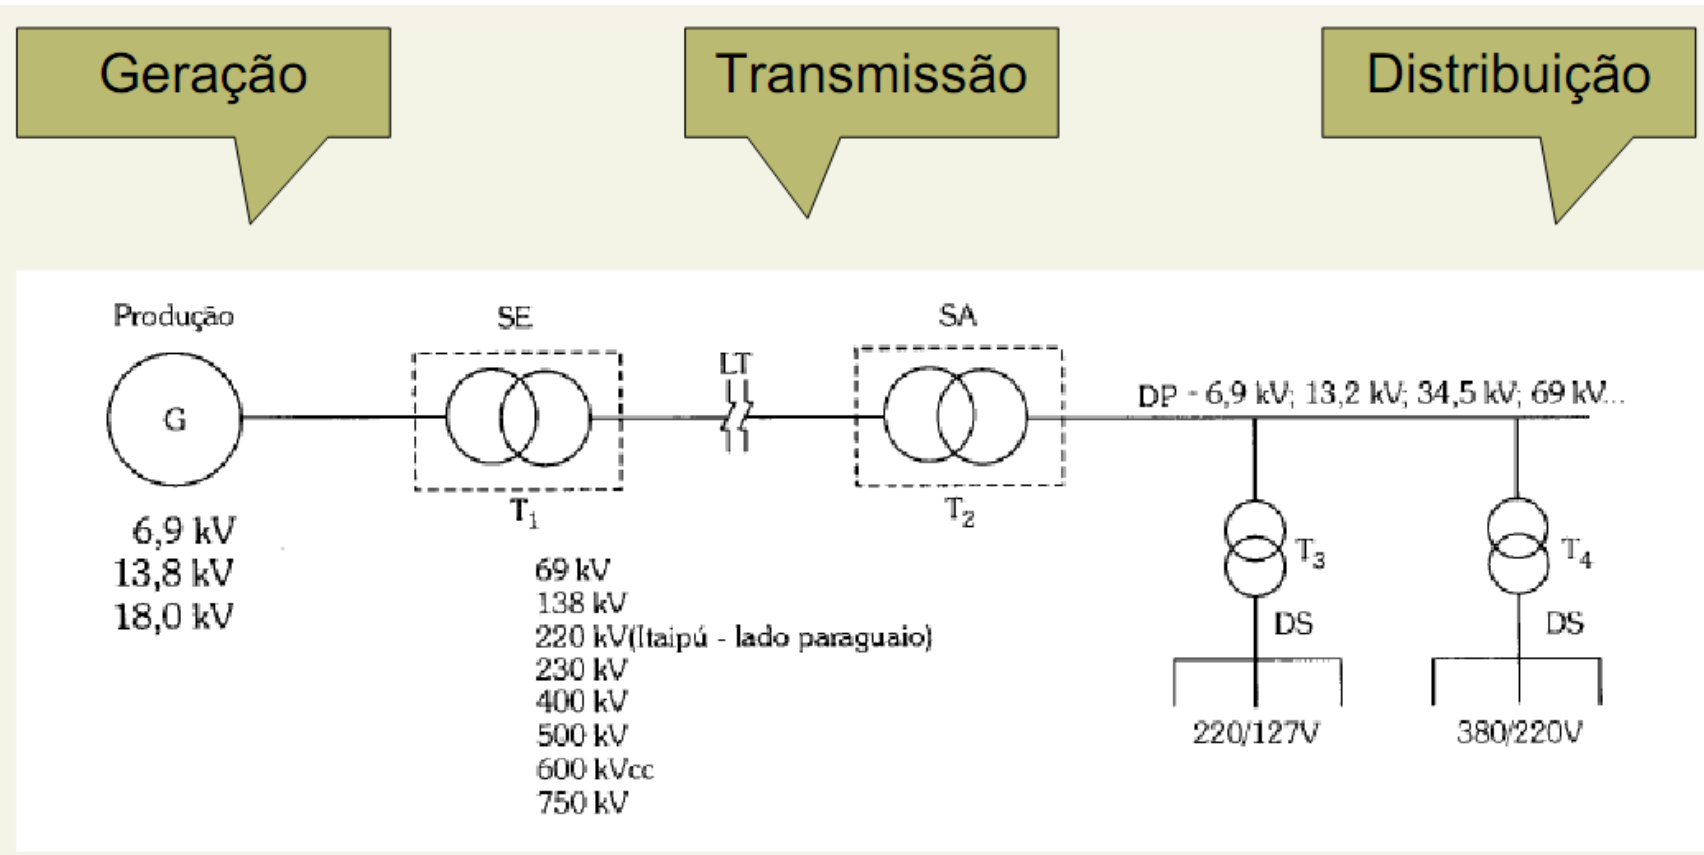 Geração
Transmissão
Distribuição
Produção
SE
SA
LT
DP - 6,9 kV; 13,2 kV; 34,5 kV; 69 kV...
G
T₁
T₂
6,9 kV
13,8 kV
18,0 kV
T₃
T₄
69 kV
138 kV
220 kV(Itaipú - lado paraguaio)
230 kV
400 kV
500 kV
600 kVcc
750 kV
DS
DS
220/127V
380/220V